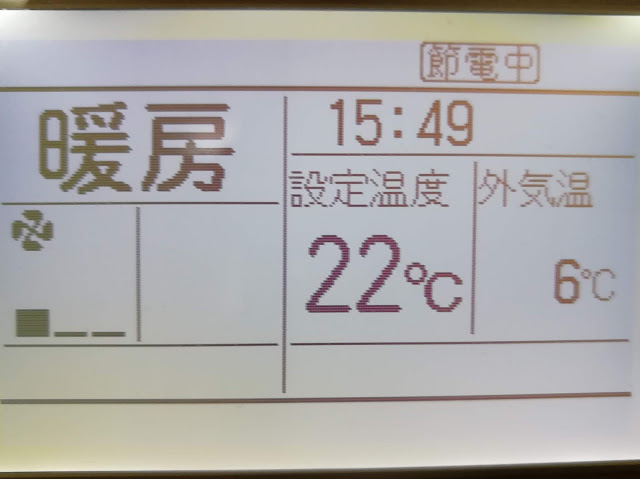 節電中
暖房
15:49
設定温度
22℃
外気温
6℃